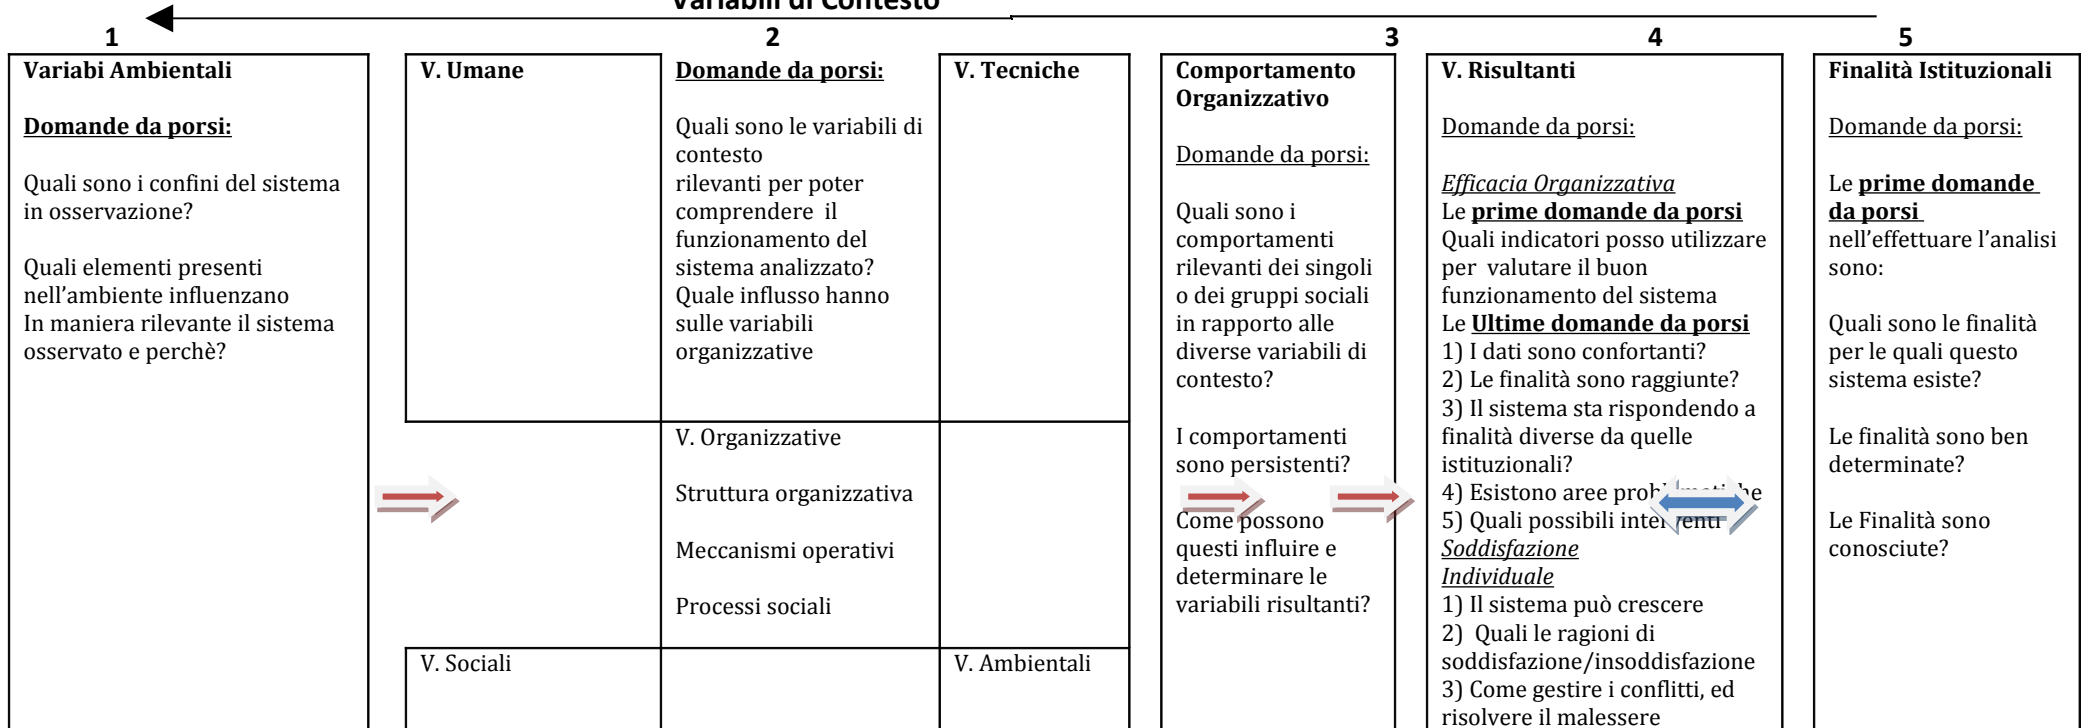 Variabili di Contesto
1
2
3
4
5
Variabi Ambientali
Domande da porsi:
Quali sono i confini del sistema
in osservazione?
Quali elementi presenti
nell’ambiente influenzano
In maniera rilevante il sistema
osservato e perchè?
V. Umane
Domande da porsi:
Quali sono le variabili di
contesto
rilevanti per poter
comprendere il
funzionamento del
sistema analizzato?
Quale influsso hanno
sulle variabili
organizzative
V. Tecniche
V. Organizzative
Struttura organizzativa
Meccanismi operativi
Processi sociali
V. Sociali
V. Ambientali
Comportamento
Organizzativo
Domande da porsi:
Quali sono i
comportamenti
rilevanti dei singoli
o dei gruppi sociali
in rapporto alle
diverse variabili di
contesto?
I comportamenti
sono persistenti?
Come possono
questi influire e
determinare le
variabili risultanti?
V. Risultanti
Domande da porsi:
Efficacia Organizzativa
Le prime domande da porsi
Quali indicatori posso utilizzare
per valutare il buon
funzionamento del sistema
Le Ultime domande da porsi
1) I dati sono confortanti?
2) Le finalità sono raggiunte?
3) Il sistema sta rispondendo a
finalità diverse da quelle
istituzionali?
4) Esistono aree problematiche
5) Quali possibili interventi
Soddisfazione
Individuale
1) Il sistema può crescere
2) Quali le ragioni di
soddisfazione/insoddisfazione
3) Come gestire i conflitti, ed
risolvere il malessere
Finalità Istituzionali
Domande da porsi:
Le prime domande
da porsi
nell’effettuare l’analisi
sono:
Quali sono le finalità
per le quali questo
sistema esiste?
Le finalità sono ben
determinate?
Le Finalità sono
conosciute?